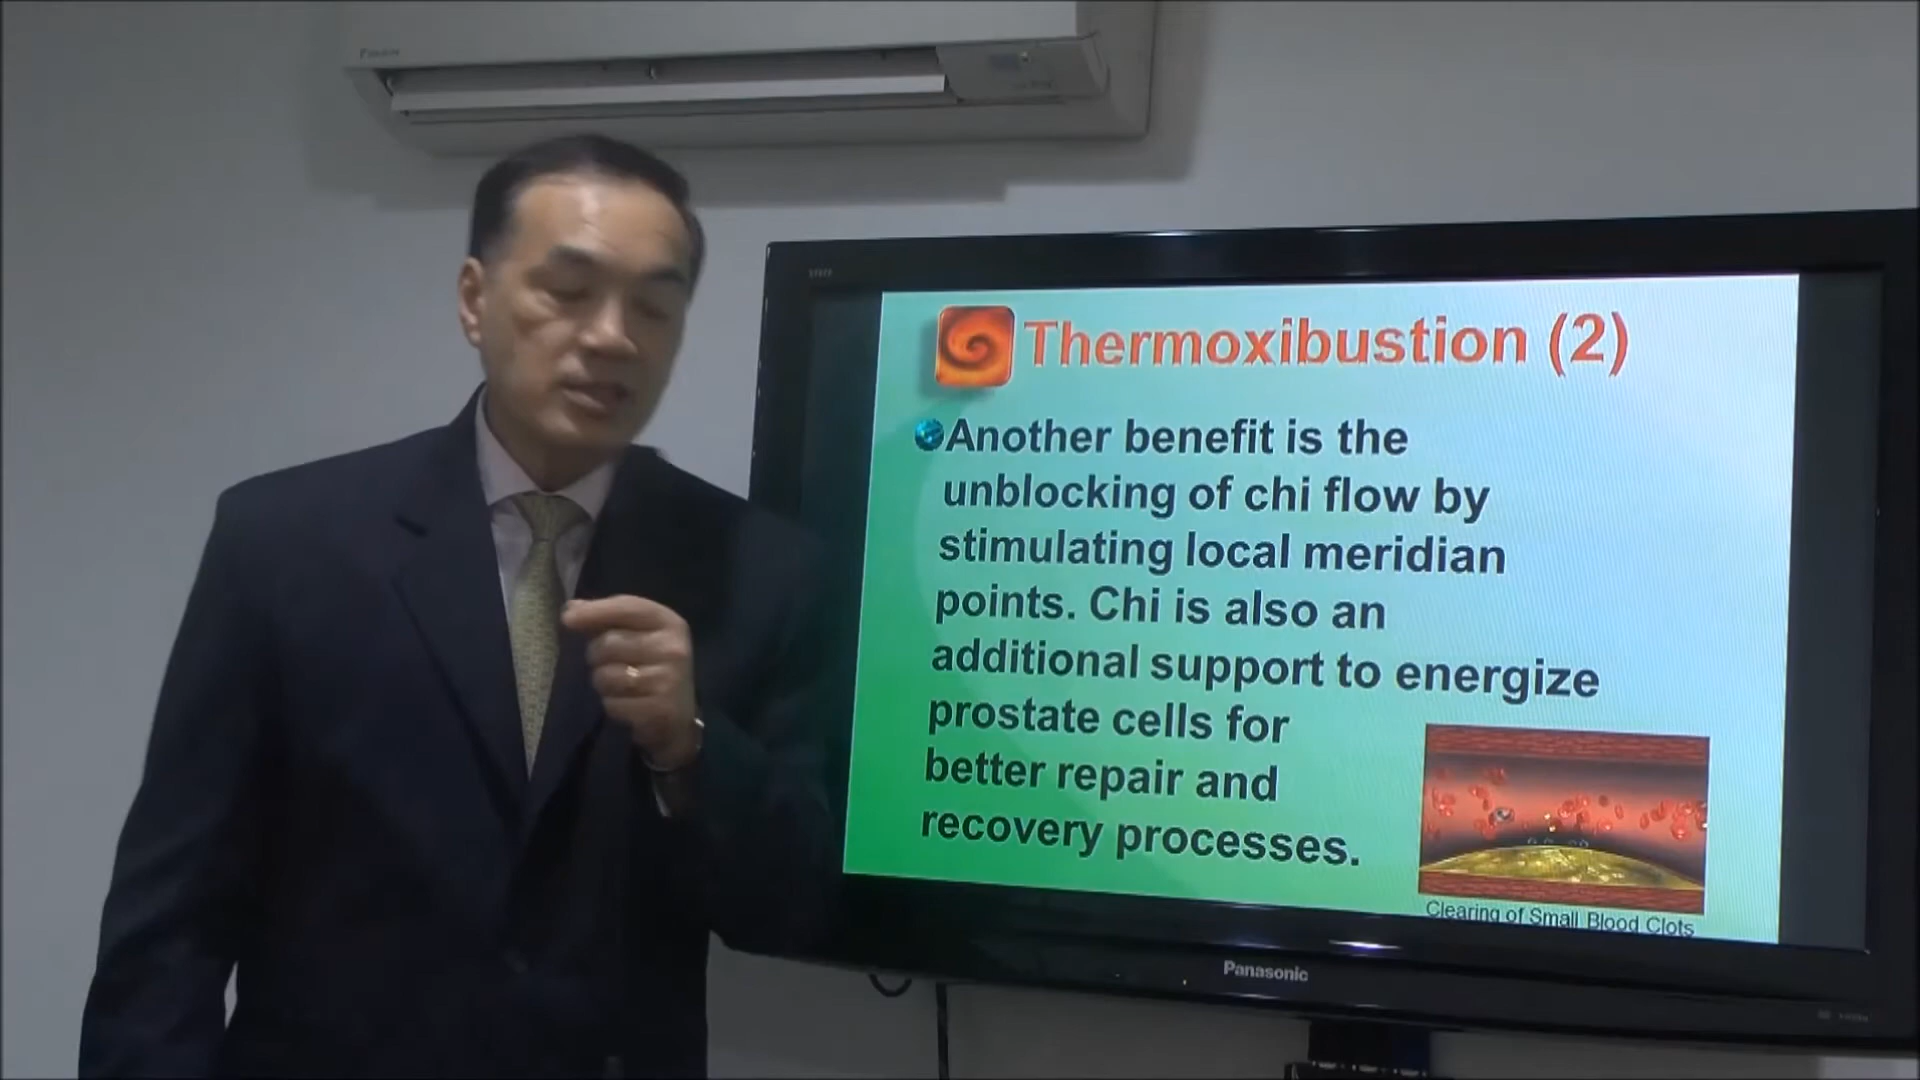 DAIKIN
Thermoxibustion (2)
Another benefit is the
unblocking of chi flow by
stimulating local meridian
points. Chi is also an
additional support to energize
prostate cells for
better repair and
recovery processes.
Clearing of Small Blood Clots
Panasonic